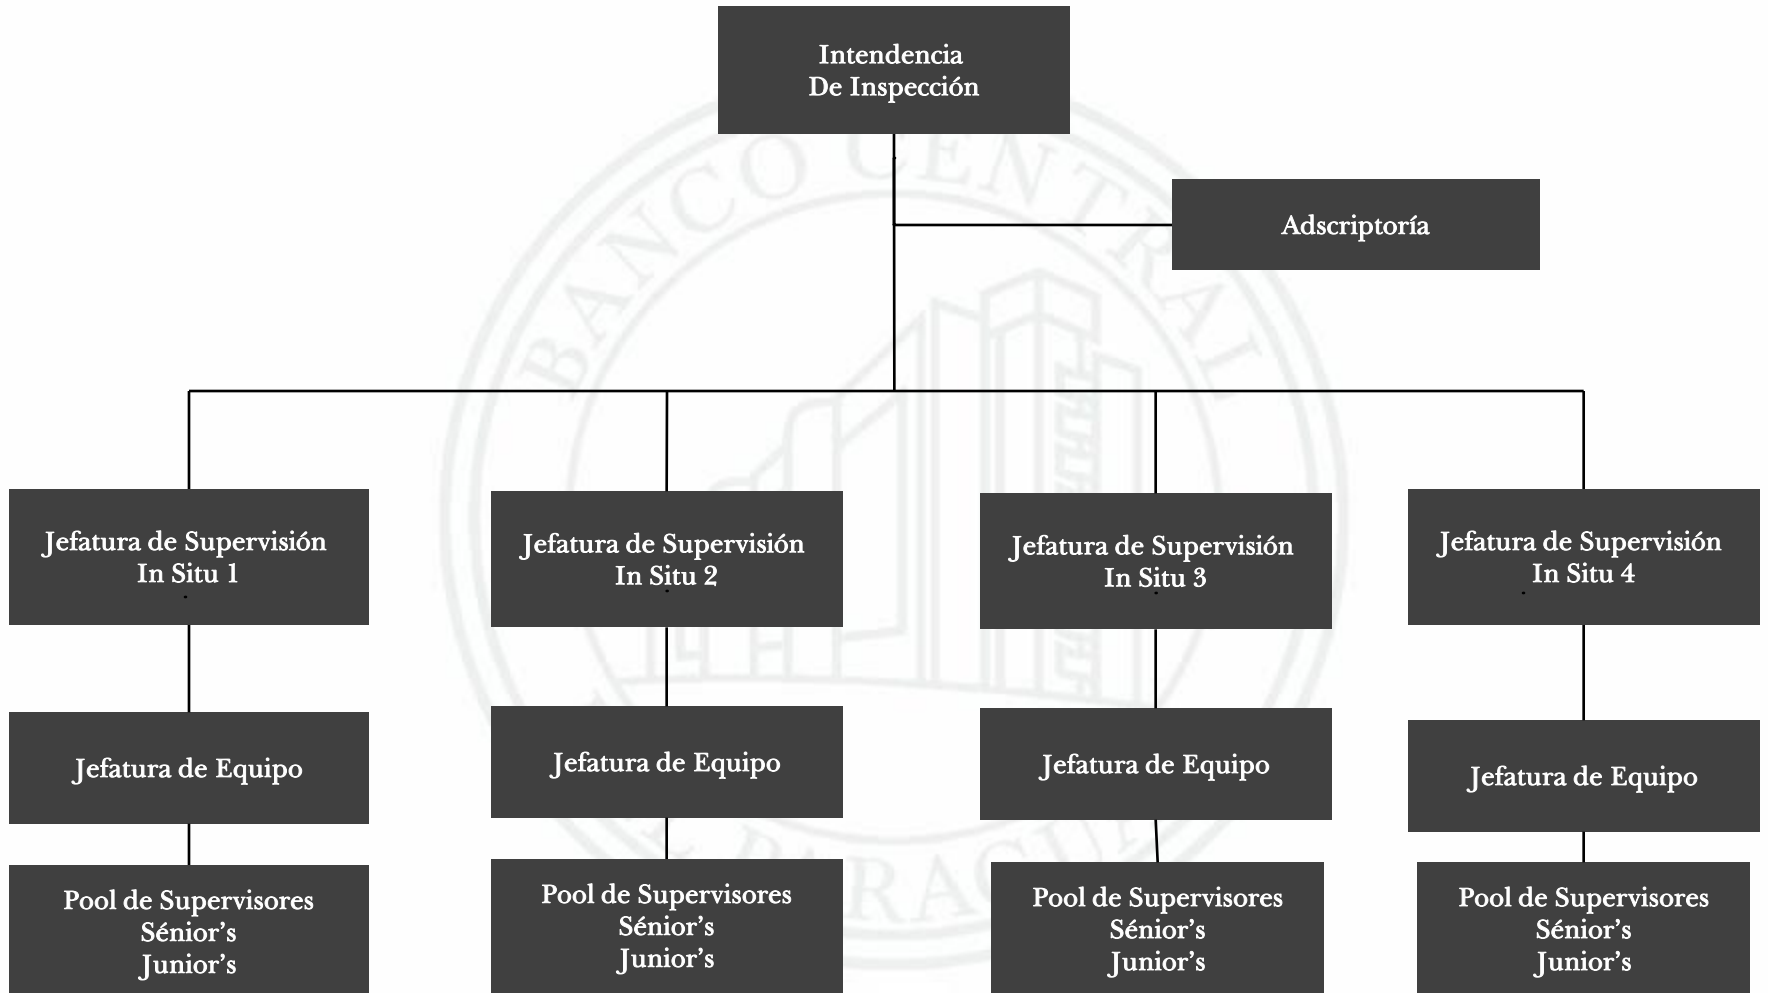 Intendencia
De Inspección
BANCO CENTRAL
Adscriptoría
Jefatura de Supervisión
In Situ 1
Jefatura de Supervisión
In Situ 2
Jefatura de Supervisión
In Situ 3
Jefatura de Supervisión
In Situ 4
Jefatura de Equipo
Jefatura de Equipo
Jefatura de Equipo
Jefatura de Equipo
Pool de Supervisores
Sénior’s
Junior’s
Pool de Supervisores
Sénior’s
Junior’s
Pool de Supervisores
Sénior’s
Junior’s
Pool de Supervisores
Sénior’s
Junior’s